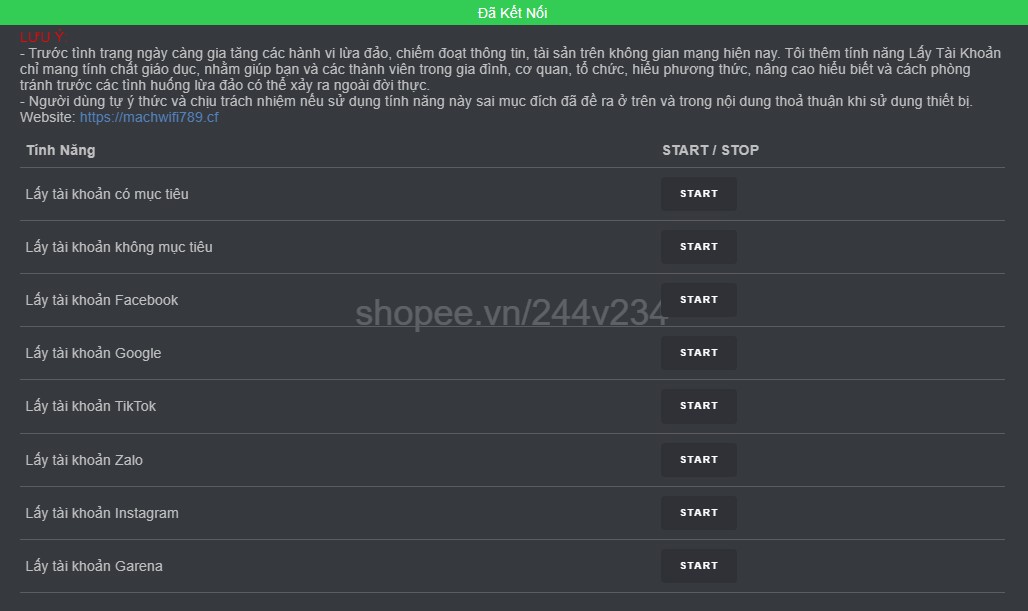 Đã Kết Nối
LƯU Ý:
- Trước tình trạng ngày càng gia tăng các hành vi lừa đảo, chiếm đoạt thông tin, tài sản trên không gian mạng hiện nay. Tôi thêm tính năng Lấy Tài Khoản
chỉ mang tính chất giáo dục, nhằm giúp bạn và các thành viên trong gia đình, cơ quan, tổ chức, hiểu phương thức, nâng cao hiểu biết và cách phòng
tránh trước các tình huống lừa đảo có thể xảy ra ngoài đời thực.
- Người dùng tự ý thức và chịu trách nhiệm nếu sử dụng tính năng này sai mục đích đã đề ra ở trên và trong nội dung thoả thuận khi sử dụng thiết bị.
Website: https://machwifi789.cf
Tính Năng START / STOP
Lấy tài khoản có mục tiêu START
Lấy tài khoản không mục tiêu START
Lấy tài khoản Facebook START
shopee.vn/244v234
Lấy tài khoản Google START
Lấy tài khoản TikTok START
Lấy tài khoản Zalo START
Lấy tài khoản Instagram START
Lấy tài khoản Garena START